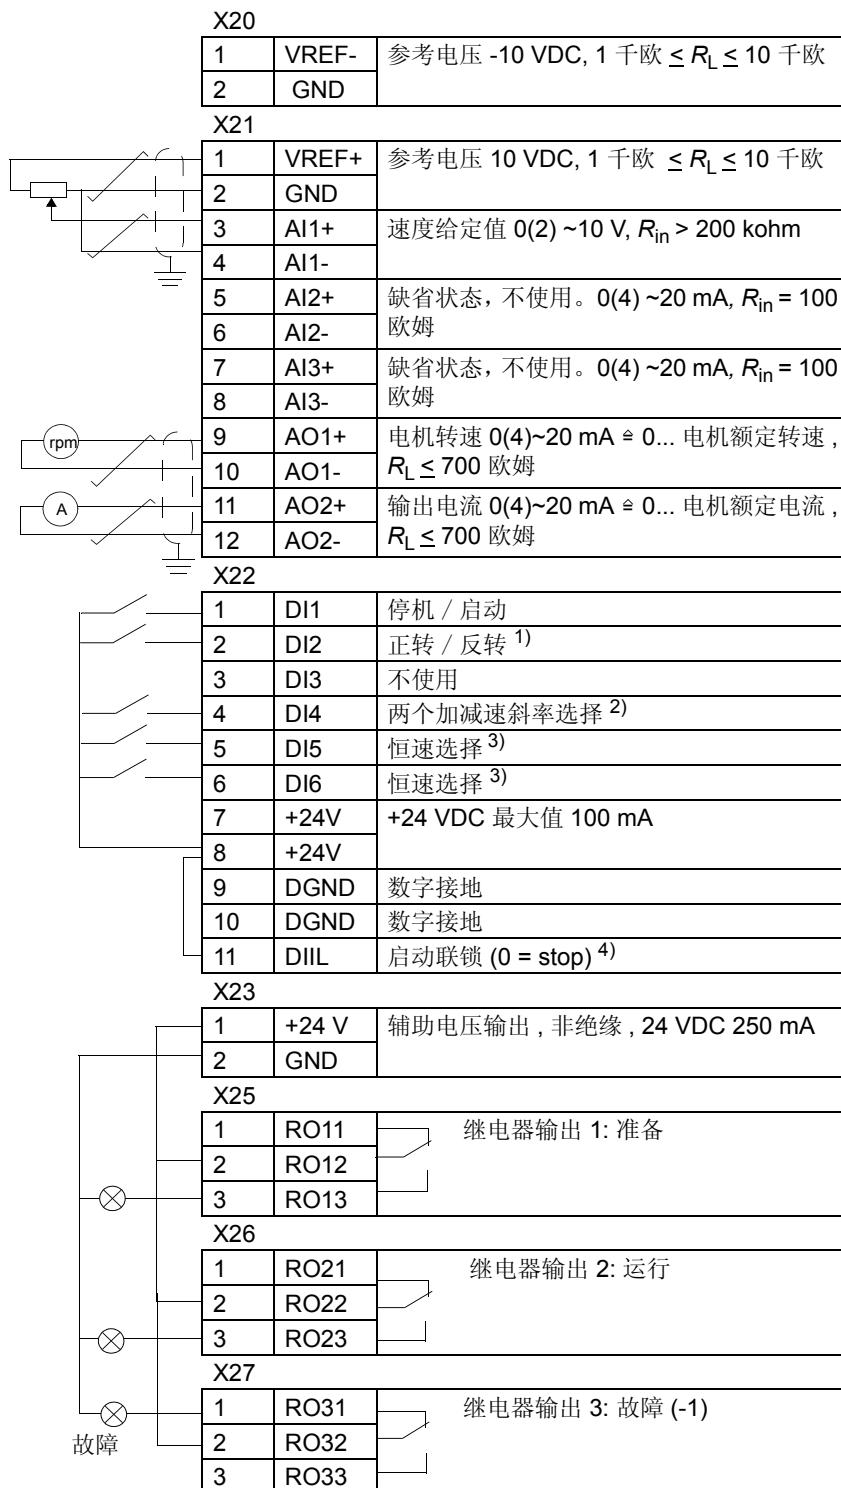 X20
1 VREF- 参考电压 -10 VDC, 1 千欧 ≤ RL ≤ 10 千欧
2 GND
X21
1 VREF+ 参考电压 10 VDC, 1 千欧 ≤ RL ≤ 10 千欧
2 GND
3 AI1+ 速度给定值 0(2) ~10 V, Rin > 200 kohm
4 AI1-
5 AI2+ 缺省状态，不使用。0(4) ~20 mA, Rin = 100
6 AI2- 欧姆
7 AI3+ 缺省状态，不使用。0(4) ~20 mA, Rin = 100
8 AI3- 欧姆
rpm 9 AO1+ 电机转速 0(4)~20 mA ≙ 0... 电机额定转速 ,
10 AO1- RL ≤ 700 欧姆
A 11 AO2+ 输出电流 0(4)~20 mA ≙ 0... 电机额定电流 ,
12 AO2- RL ≤ 700 欧姆
X22
1 DI1 停机 / 启动
2 DI2 正转 / 反转 1)
3 DI3 不使用
4 DI4 两个加减速斜率选择 2)
5 DI5 恒速选择 3)
6 DI6 恒速选择 3)
7 +24V +24 VDC 最大值 100 mA
8 +24V
9 DGND 数字接地
10 DGND 数字接地
11 DIIL 启动联锁 (0 = stop) 4)
X23
1 +24 V 辅助电压输出 , 非绝缘 , 24 VDC 250 mA
2 GND
X25
1 RO11 继电器输出 1: 准备
2 RO12
3 RO13
X26
1 RO21 继电器输出 2: 运行
2 RO22
3 RO23
X27
1 RO31 继电器输出 3: 故障 (-1)
故障 2 RO32
3 RO33